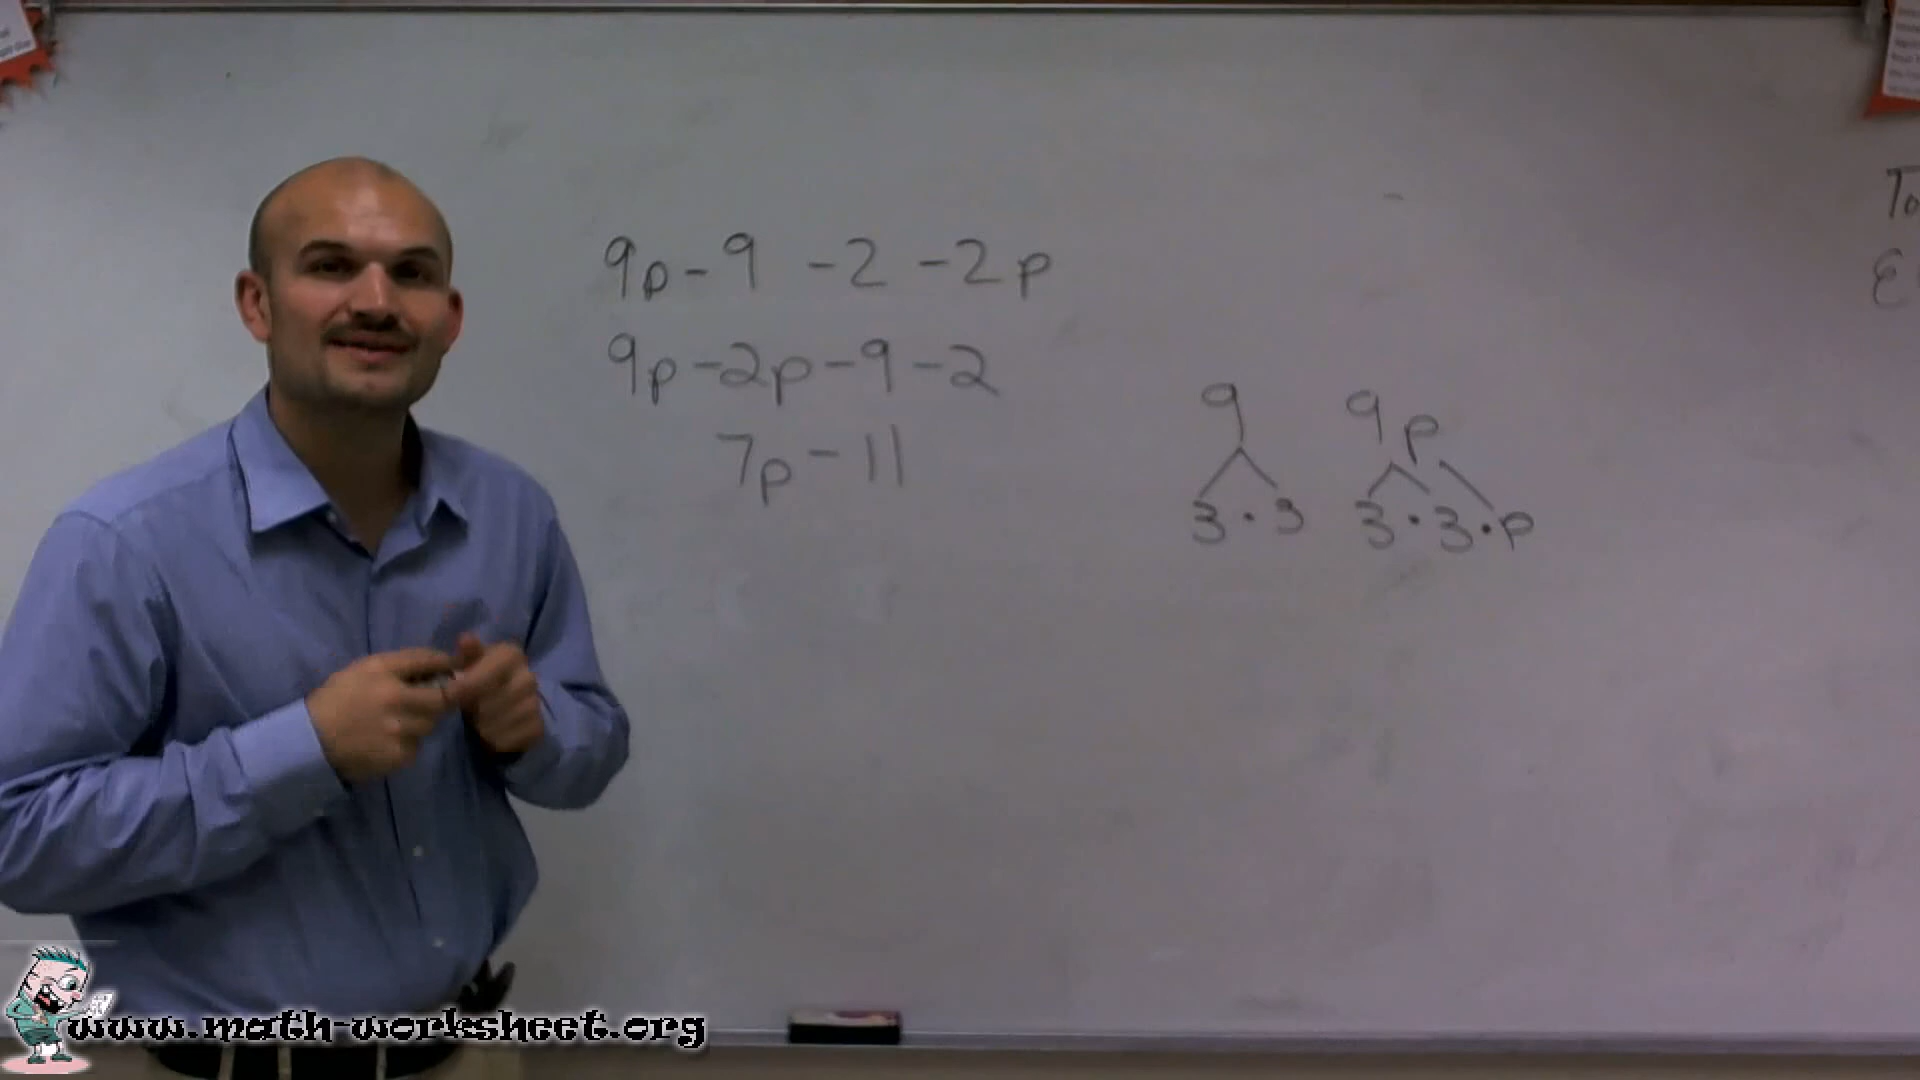 9p - 9 - 2 - 2p
9p - 2p - 9 - 2
7p - 11
9 9p
3 · 3 3 · 3 · p
To
www.math-worksheet.org